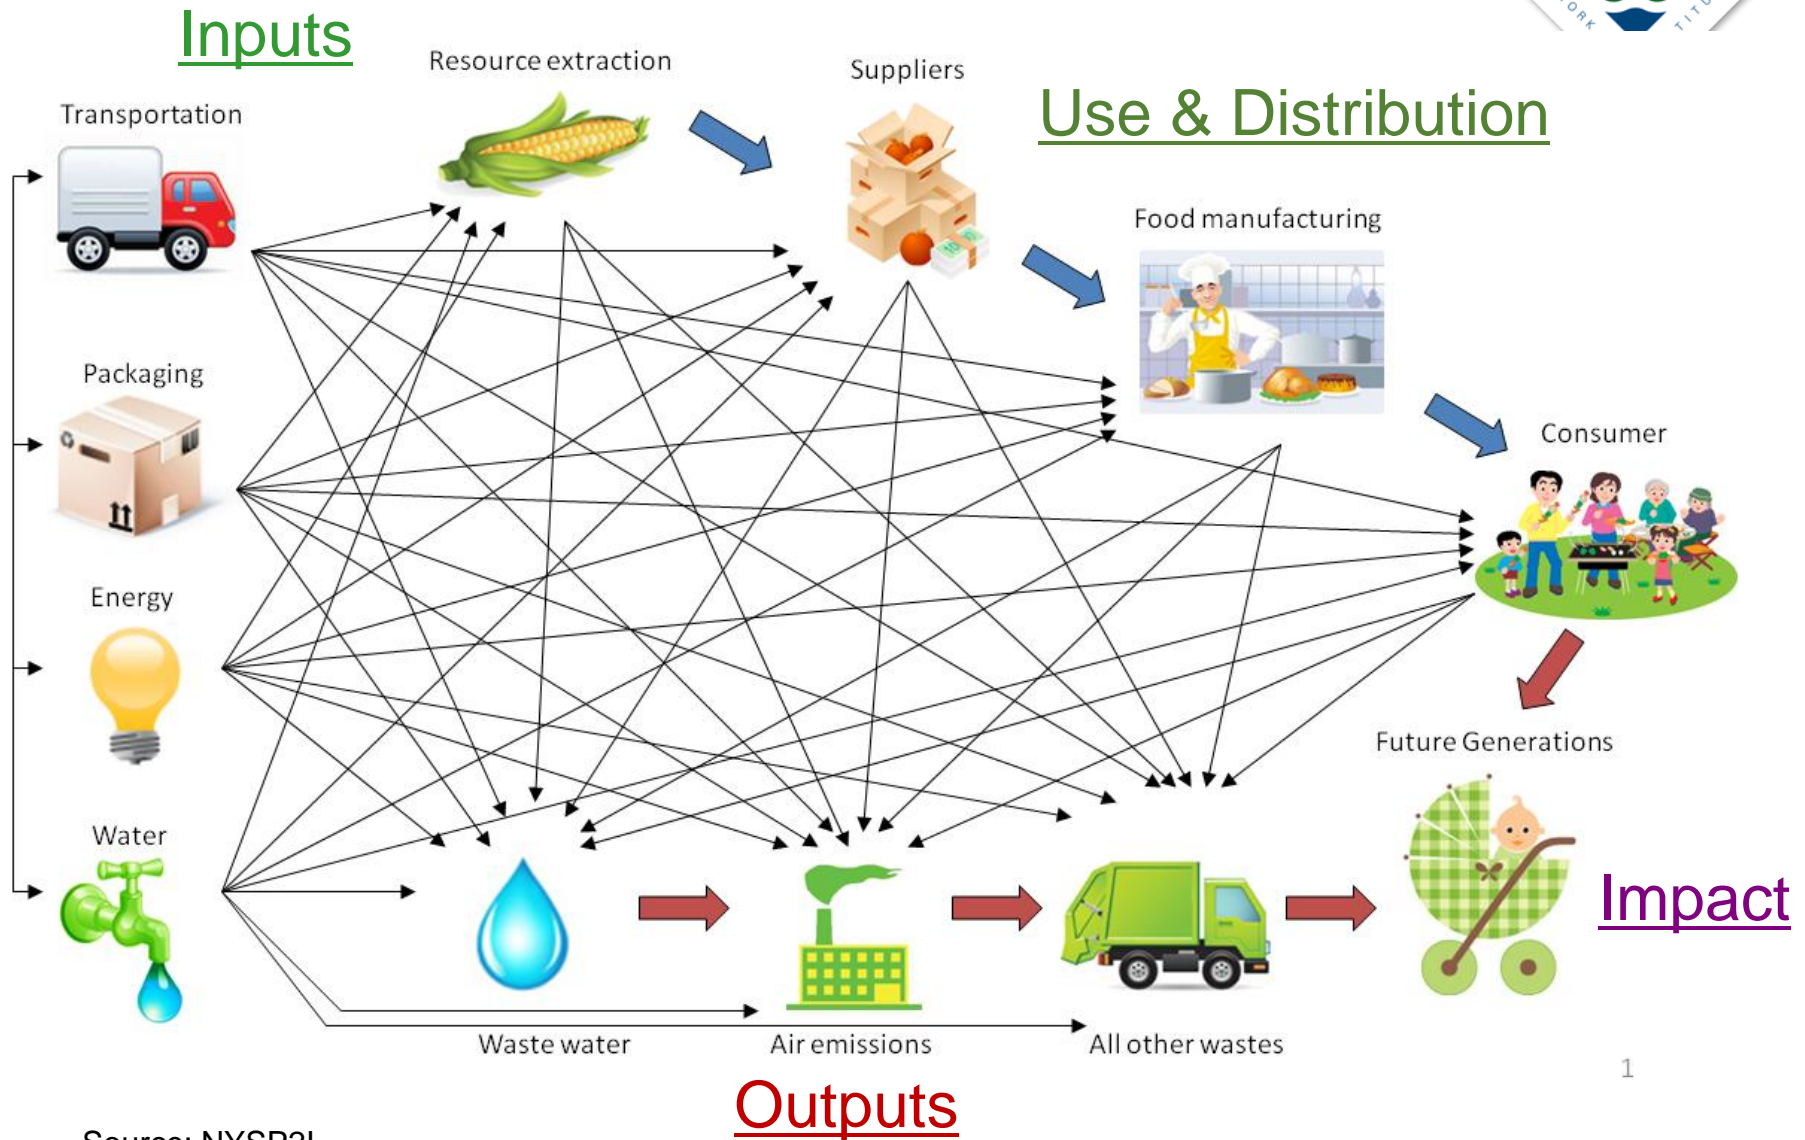 Inputs
Resource extraction
Suppliers
Use & Distribution
Transportation
Food manufacturing
Packaging
Consumer
Energy
Future Generations
Water
Impact
Waste water
Air emissions
All other wastes
1
Outputs
Source: